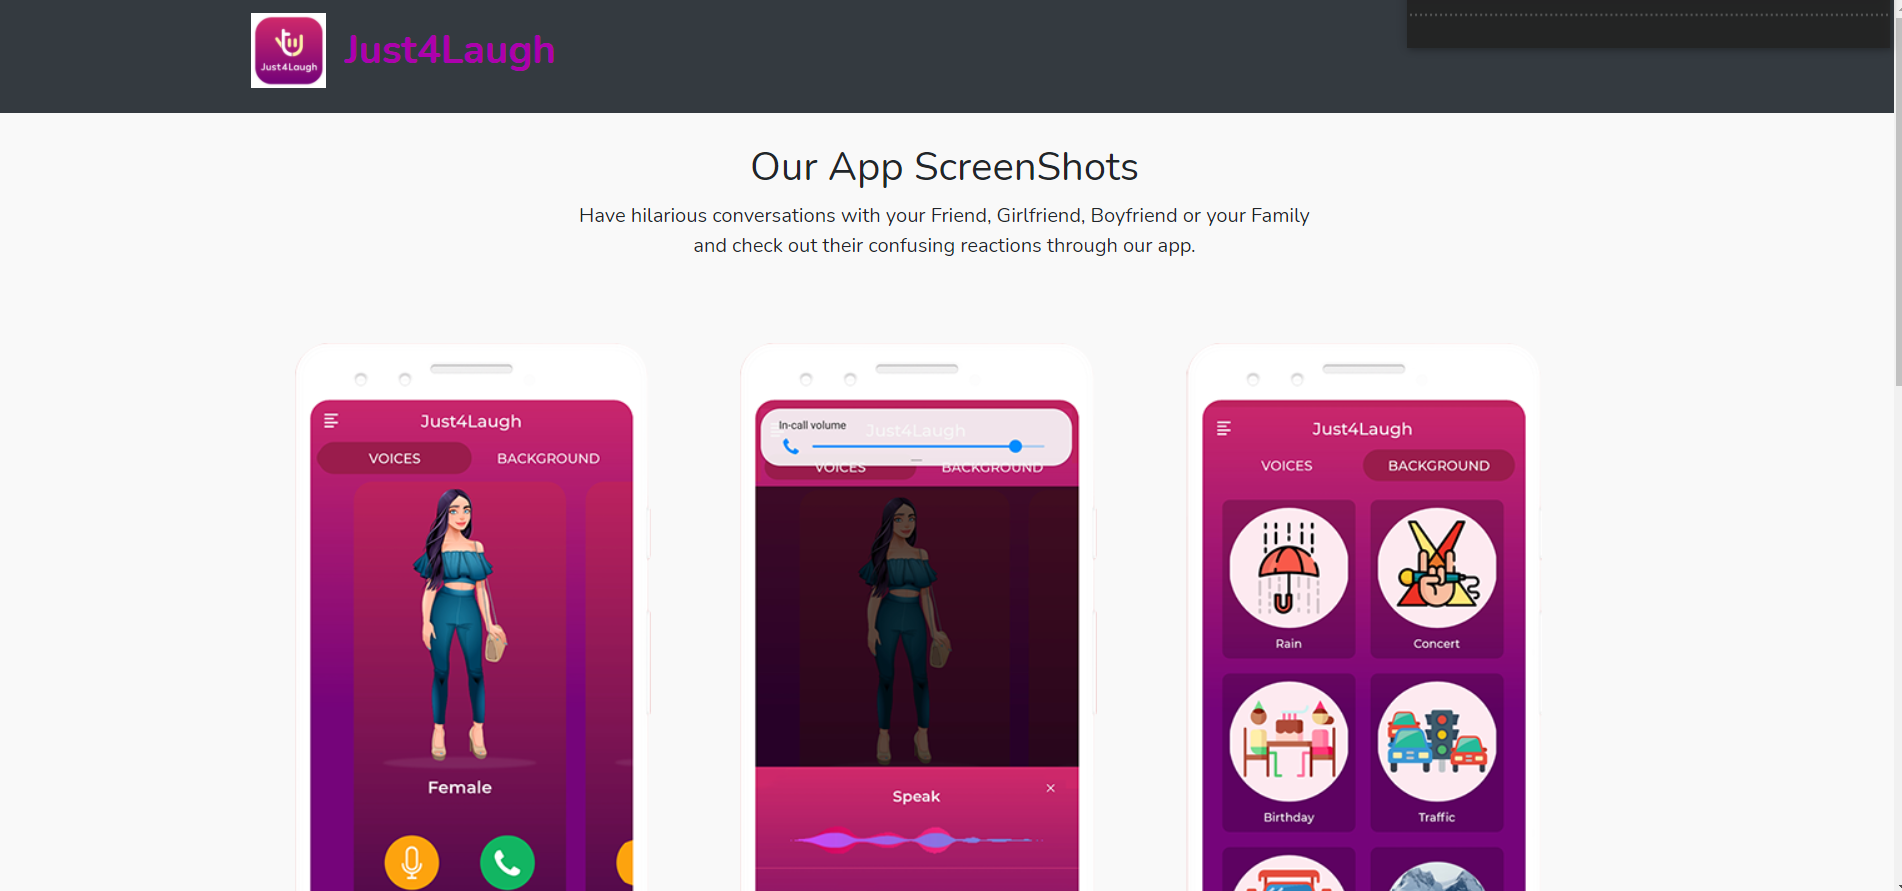 Just4Laugh
Just4Laugh
Our App ScreenShots
Have hilarious conversations with your Friend, Girlfriend, Boyfriend or your Family
and check out their confusing reactions through our app.
Just4Laugh
VOICES BACKGROUND
Female
In-call volume
Just4Laugh
VOICES BACKGROUND
Speak
Just4Laugh
VOICES BACKGROUND
Rain Concert
Birthday Traffic